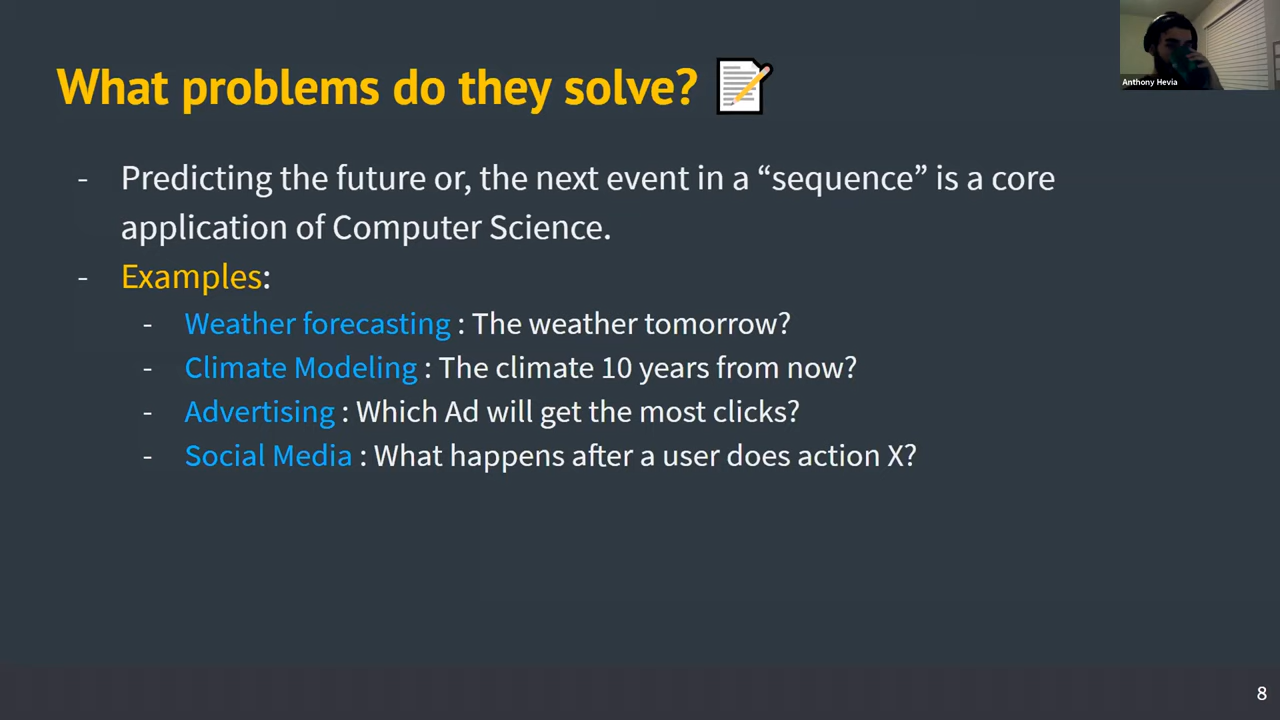 What problems do they solve?
Anthony Hevia
- Predicting the future or, the next event in a “sequence” is a core
application of Computer Science.
- Examples:
- Weather forecasting : The weather tomorrow?
- Climate Modeling : The climate 10 years from now?
- Advertising : Which Ad will get the most clicks?
- Social Media : What happens after a user does action X?
8